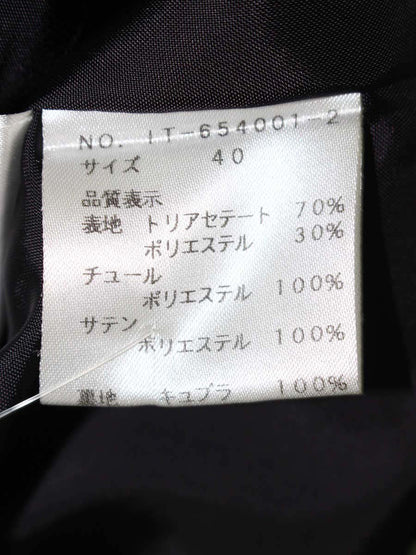 NO. IT-654001-2
サイズ 40
品質表示
表地 トリアセテート 70%
ポリエステル 30%
チュール
ポリエステル 100%
サテン
ポリエステル 100%
裏地 キュプラ 100%